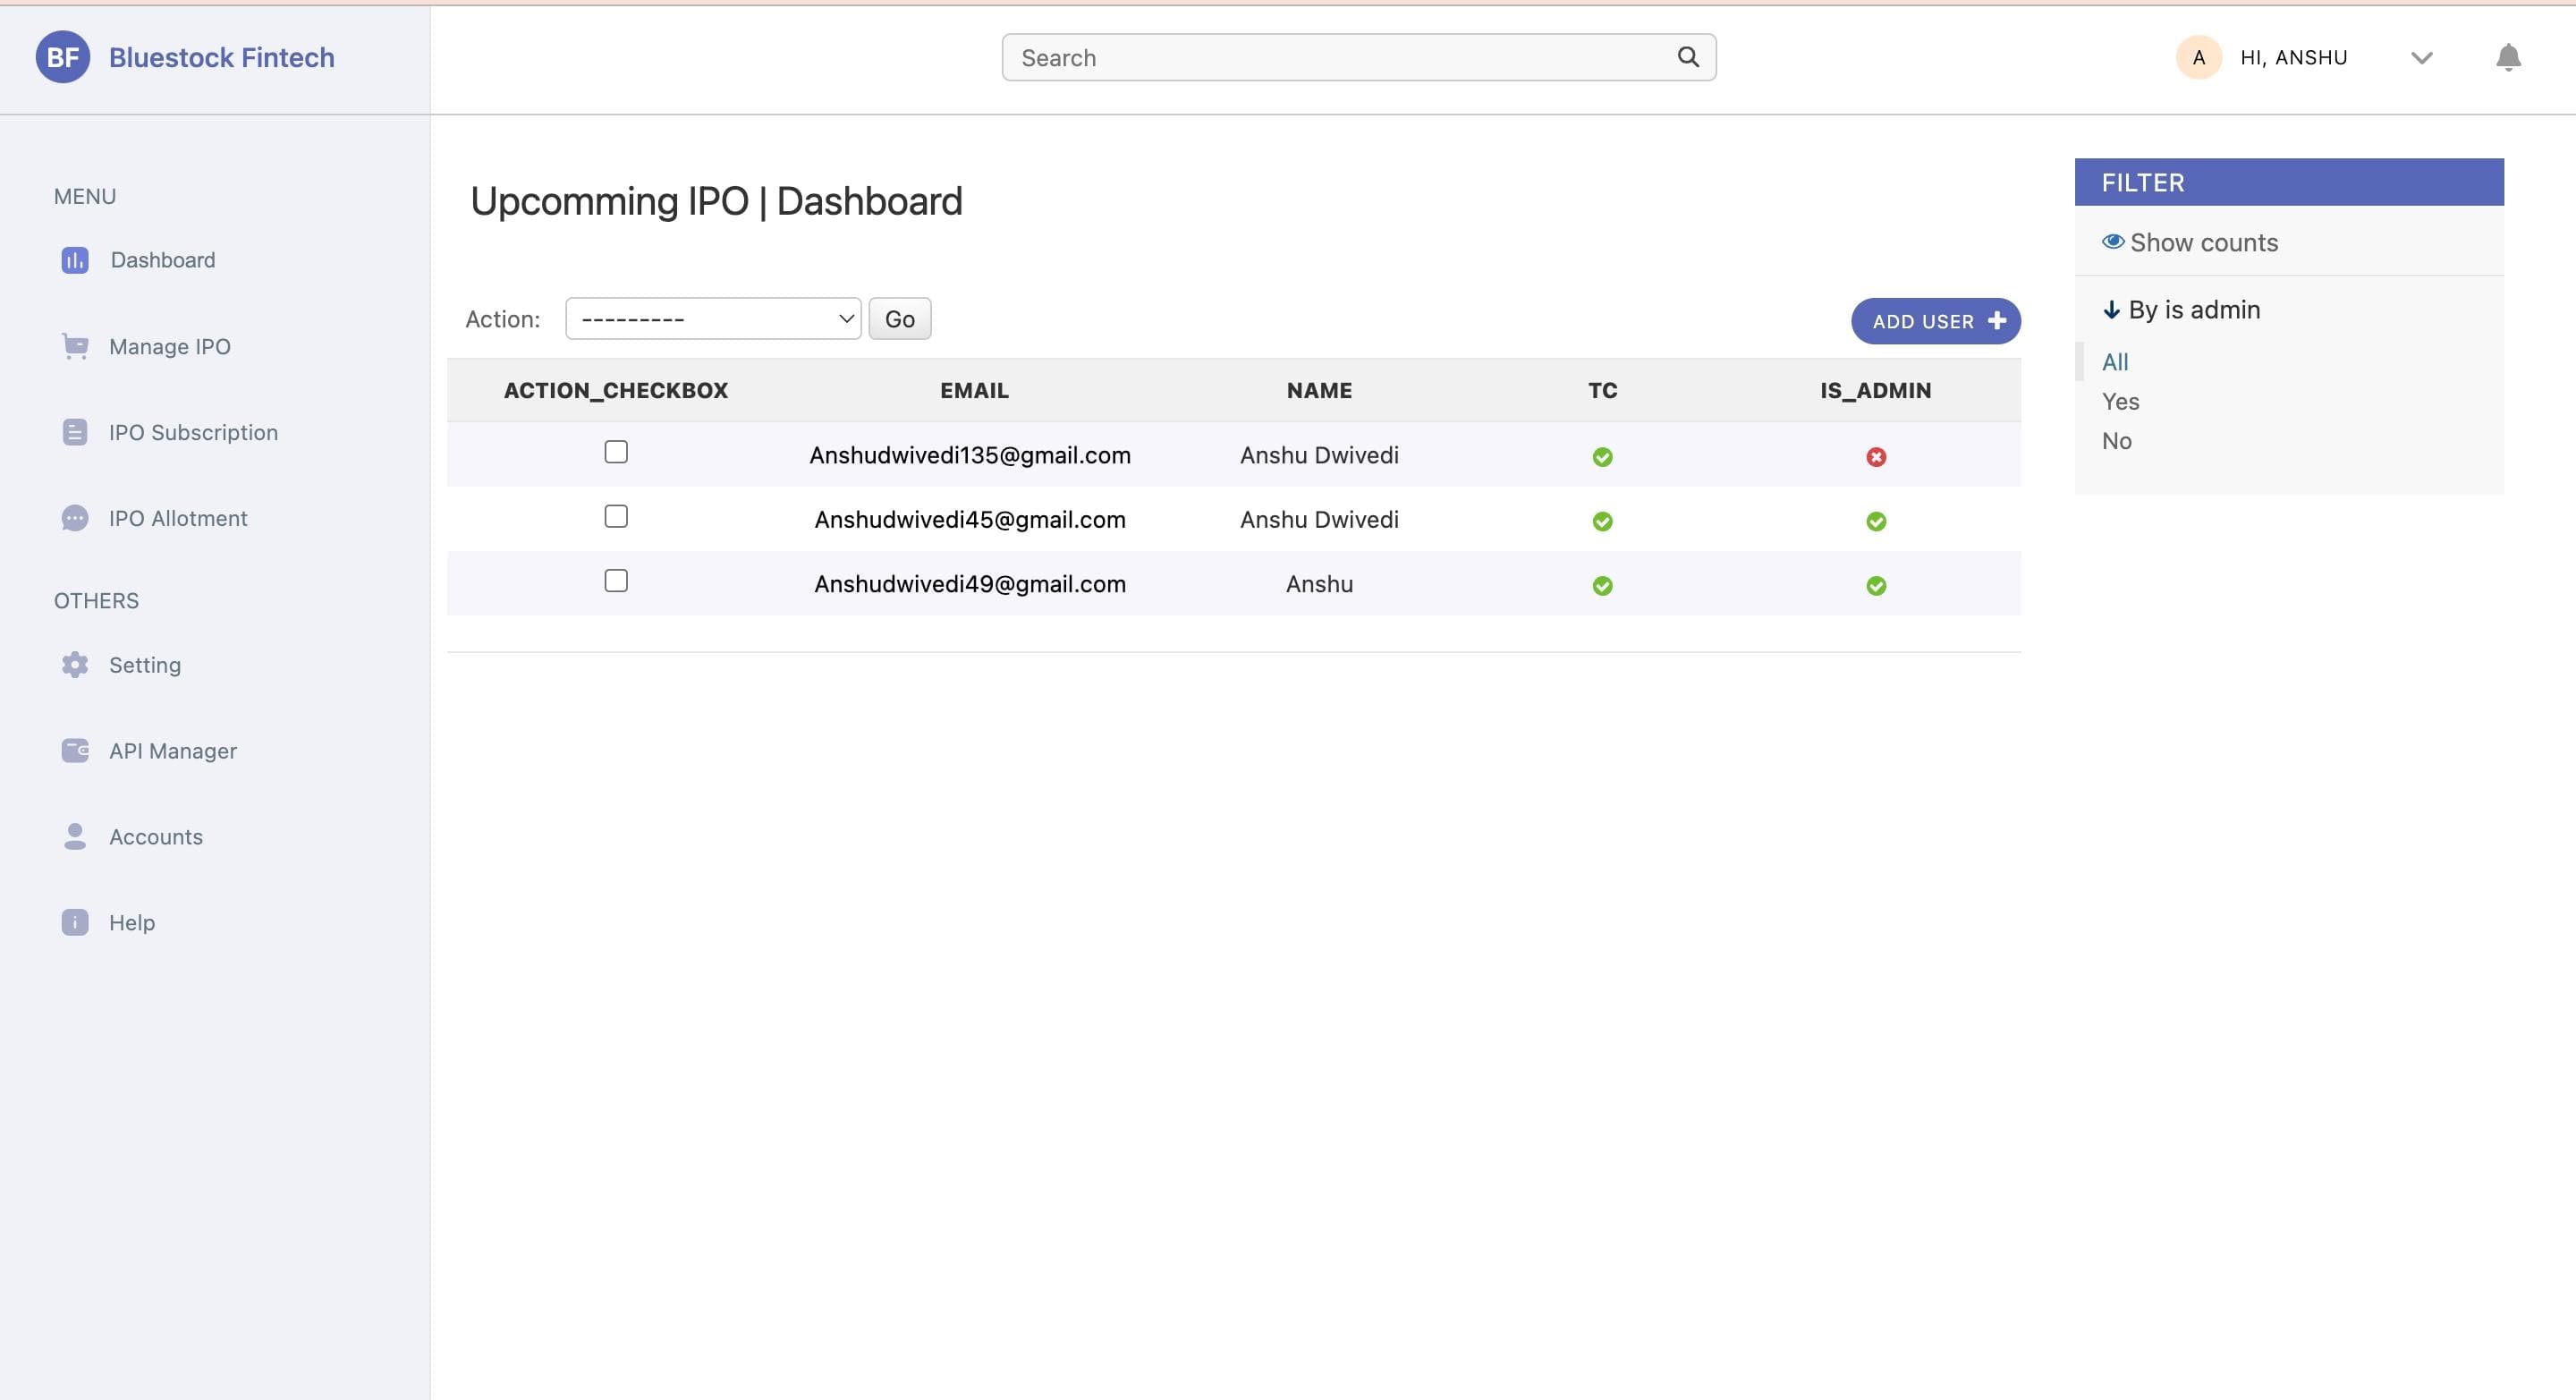 BF Bluestock Fintech
Search
A HI, ANSHU
MENU
Dashboard
Manage IPO
IPO Subscription
IPO Allotment
OTHERS
Setting
API Manager
Accounts
Help
Upcomming IPO | Dashboard
Action: --------- Go
ADD USER
ACTION_CHECKBOX EMAIL NAME TC IS_ADMIN
Anshudwivedi135@gmail.com Anshu Dwivedi
Anshudwivedi45@gmail.com Anshu Dwivedi
Anshudwivedi49@gmail.com Anshu
FILTER
Show counts
By is admin
All
Yes
No